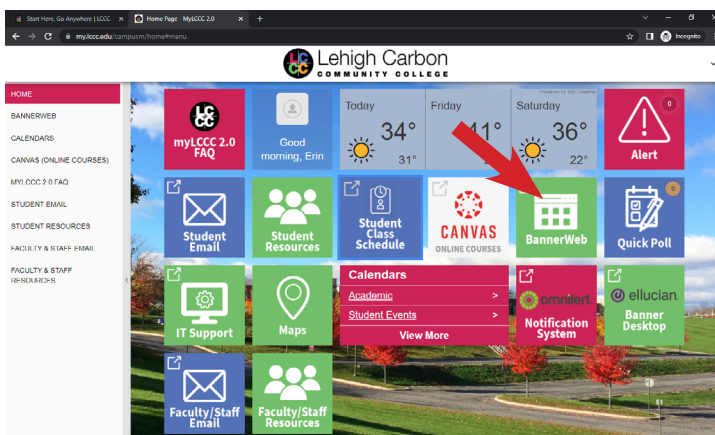 Start Here, Go Anywhere | LCCC
Home Page MyLCCC 2.0
my.lccc.edu/campusm/home#menu
Incognito
Lehigh Carbon
COMMUNITY COLLEGE
HOME
BANNERWEB
CALENDARS
CANVAS (ONLINE COURSES)
MYLCCC 2.0 FAQ
STUDENT EMAIL
STUDENT RESOURCES
FACULTY & STAFF EMAIL
FACULTY & STAFF
RESOURCES
LCCC
myLCCC 2.0
FAQ
Good
morning, Erin
Today
34°
31°
Friday
41°
Saturday
36°
22°
0
Alert
Student
Email
Student
Resources
Student
Class
Schedule
CANVAS
ONLINE COURSES
BannerWeb
0
Quick Poll
IT Support
Maps
Calendars
Academic >
Student Events >
View More
omnilert
Notification
System
ellucian.
Banner
Desktop
Faculty/Staff
Email
Faculty/Staff
Resources